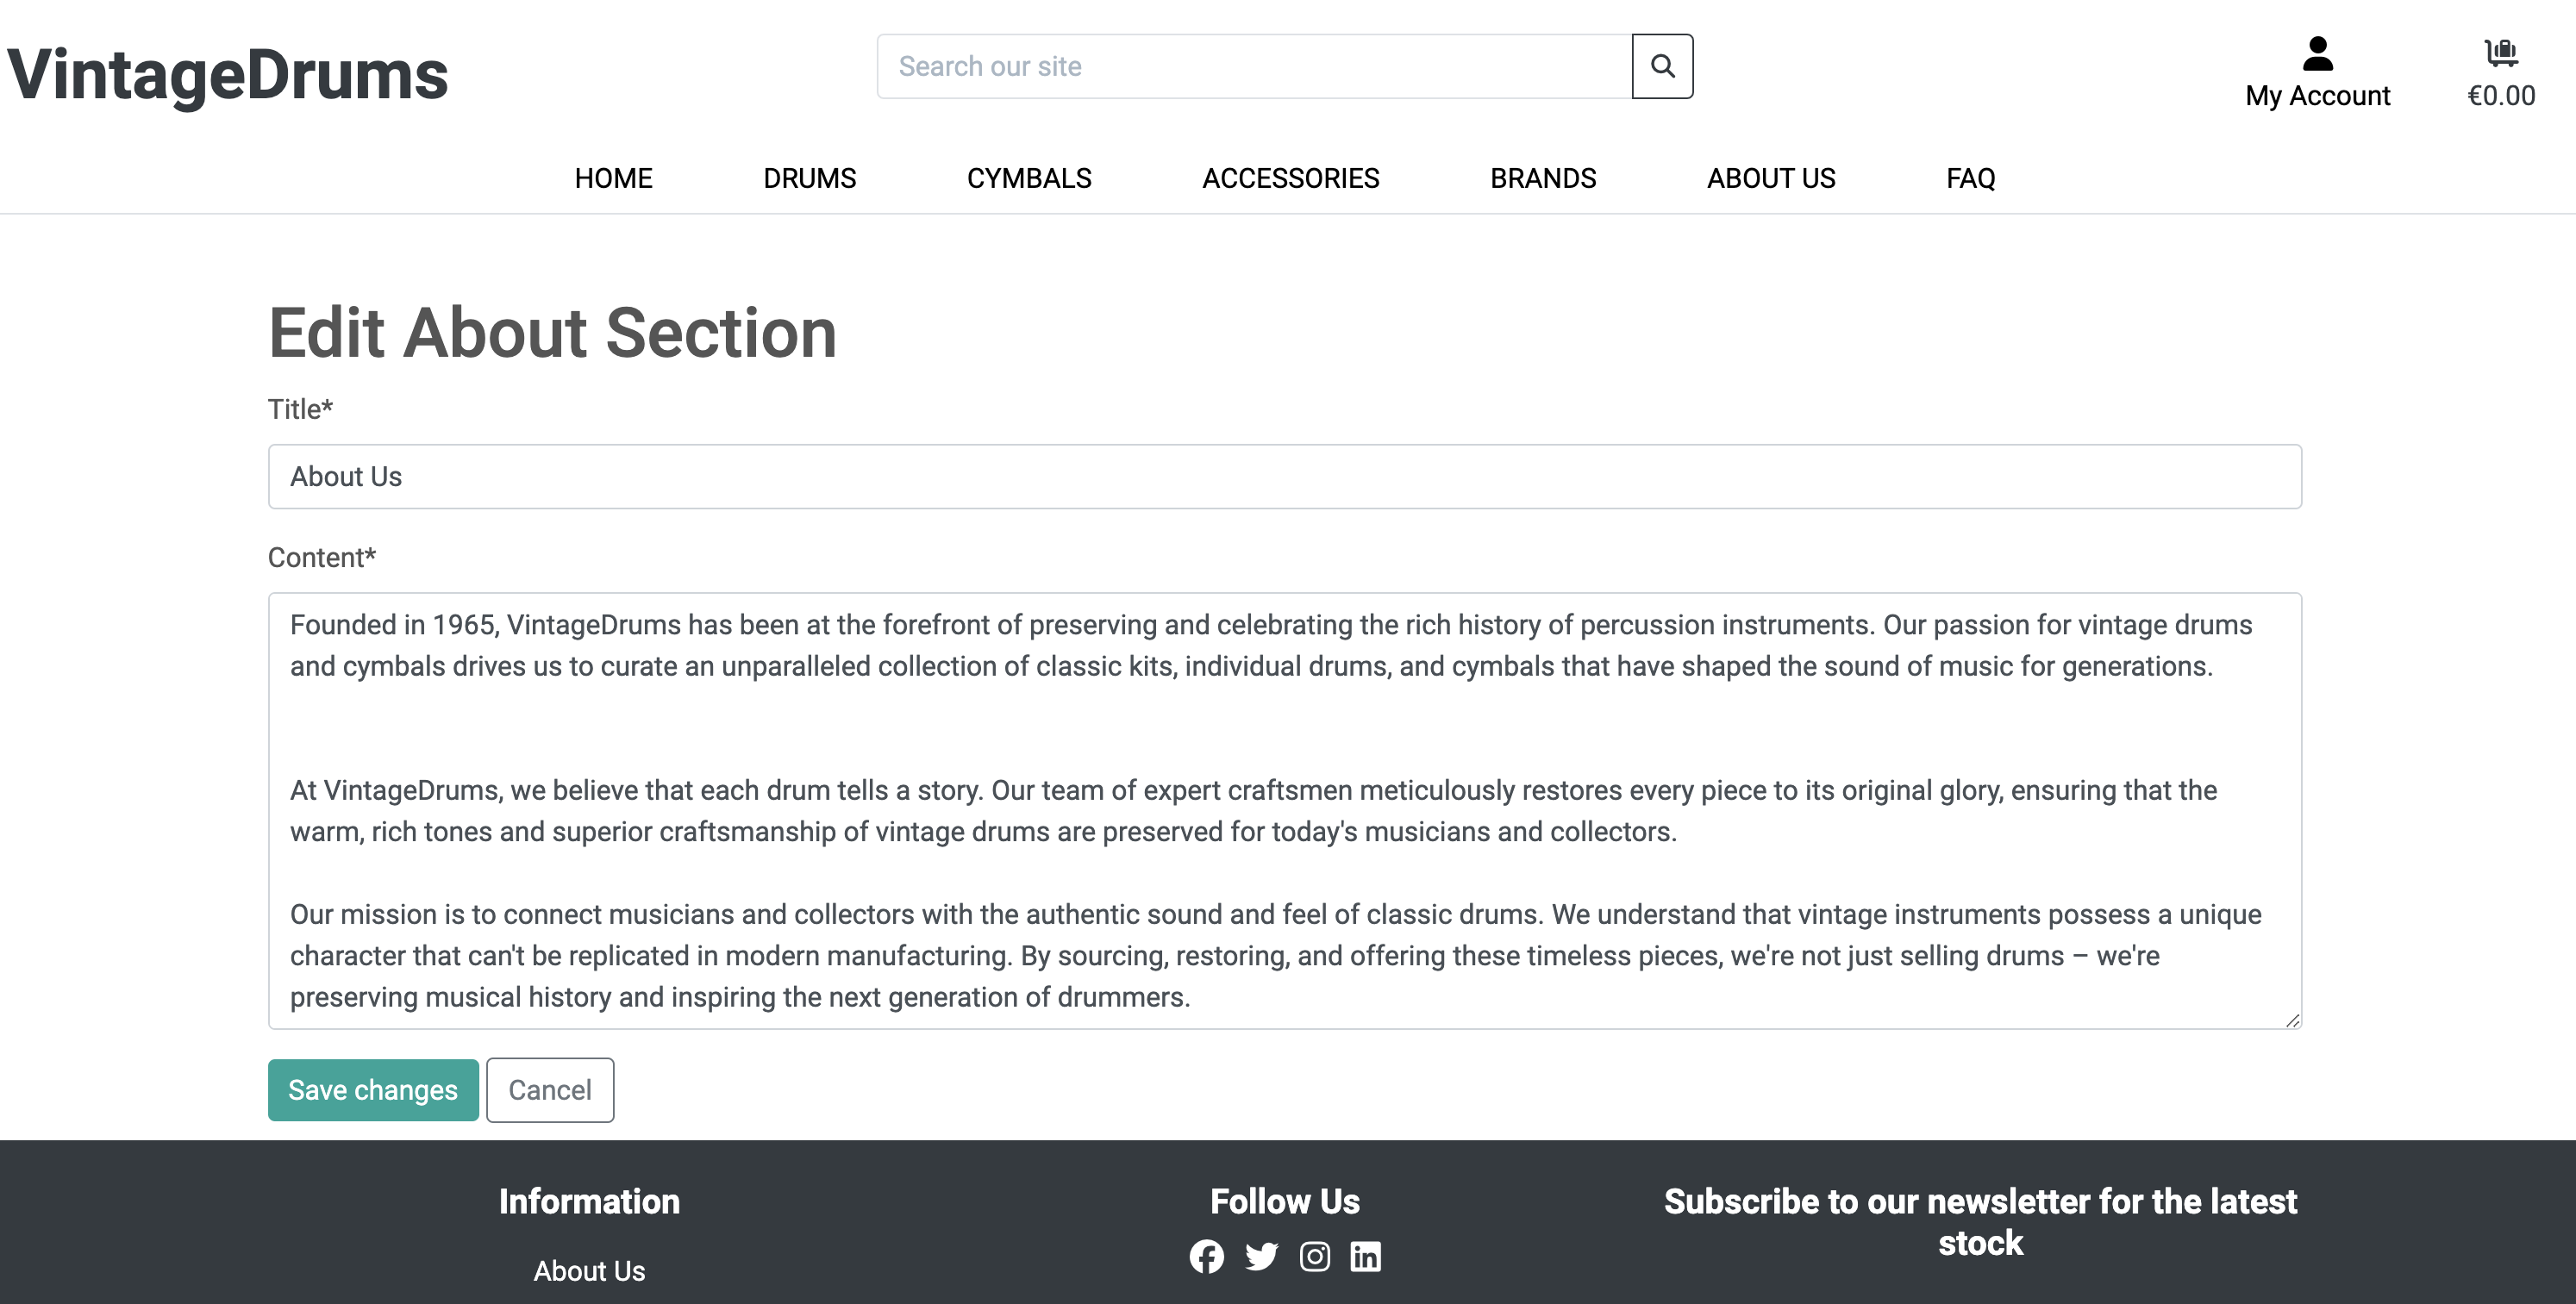 VintageDrums
Search our site
My Account
€0.00
HOME DRUMS CYMBALS ACCESSORIES BRANDS ABOUT US FAQ
Edit About Section
Title*
About Us
Content*
Founded in 1965, VintageDrums has been at the forefront of preserving and celebrating the rich history of percussion instruments. Our passion for vintage drums
and cymbals drives us to curate an unparalleled collection of classic kits, individual drums, and cymbals that have shaped the sound of music for generations.
At VintageDrums, we believe that each drum tells a story. Our team of expert craftsmen meticulously restores every piece to its original glory, ensuring that the
warm, rich tones and superior craftsmanship of vintage drums are preserved for today's musicians and collectors.
Our mission is to connect musicians and collectors with the authentic sound and feel of classic drums. We understand that vintage instruments possess a unique
character that can't be replicated in modern manufacturing. By sourcing, restoring, and offering these timeless pieces, we're not just selling drums – we're
preserving musical history and inspiring the next generation of drummers.
Save changes Cancel
Information
About Us
Follow Us
Subscribe to our newsletter for the latest
stock